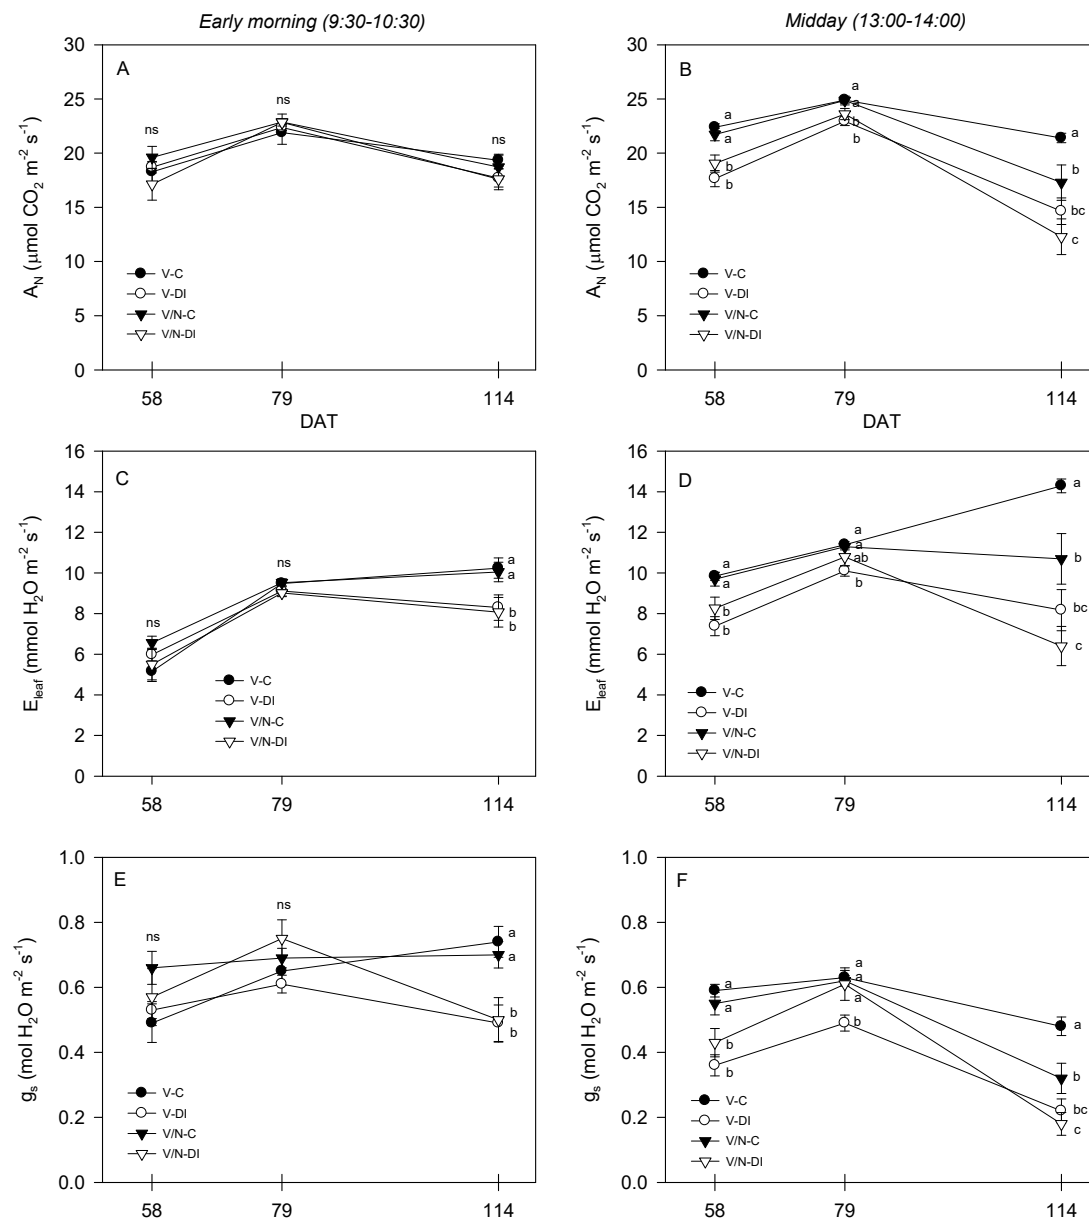 Early morning (9:30-10:30)
Midday (13:00-14:00)
A
A_N (μmol CO₂ m⁻² s⁻¹)
30
25
20
15
10
5
0
ns
ns
ns
V-C
V-DI
V/N-C
V/N-DI
58
79
114
DAT
B
A_N (μmol CO₂ m⁻² s⁻¹)
30
25
20
15
10
5
0
a
a
b
b
a
a
b
b
a
b
bc
c
V-C
V-DI
V/N-C
V/N-DI
58
79
114
DAT
C
E_leaf (mmol H₂O m⁻² s⁻¹)
16
14
12
10
8
6
4
2
0
ns
ns
a
a
b
b
V-C
V-DI
V/N-C
V/N-DI
58
79
114
D
E_leaf (mmol H₂O m⁻² s⁻¹)
16
14
12
10
8
6
4
2
0
a
a
b
b
a
a
ab
b
a
b
bc
c
V-C
V-DI
V/N-C
V/N-DI
58
79
114
E
g_s (mol H₂O m⁻² s⁻¹)
1.0
0.8
0.6
0.4
0.2
0.0
ns
ns
a
a
b
b
V-C
V-DI
V/N-C
V/N-DI
58
79
114
F
g_s (mol H₂O m⁻² s⁻¹)
1.0
0.8
0.6
0.4
0.2
0.0
a
a
b
b
a
a
a
b
a
b
bc
c
V-C
V-DI
V/N-C
V/N-DI
58
79
114